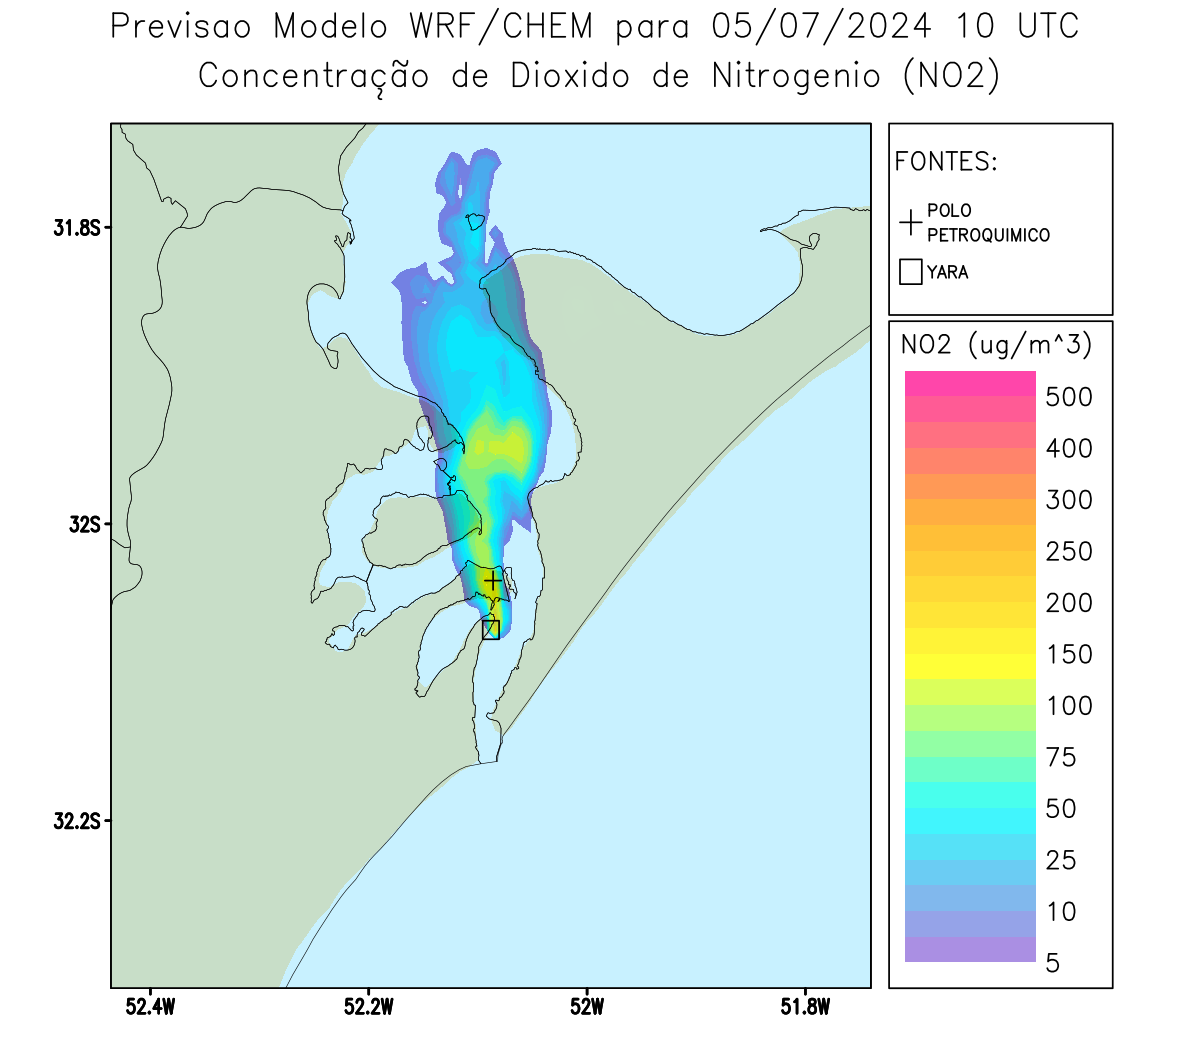 Previsao Modelo WRF/CHEM para 05/07/2024 10 UTC
Concentração de Dioxido de Nitrogenio (NO2)
FONTES:
POLO
PETROQUIMICO
YARA
NO2 (ug/m^3)
500
400
300
250
200
150
100
75
50
25
10
5
31.8S
32S
32.2S
52.4W
52.2W
52W
51.8W